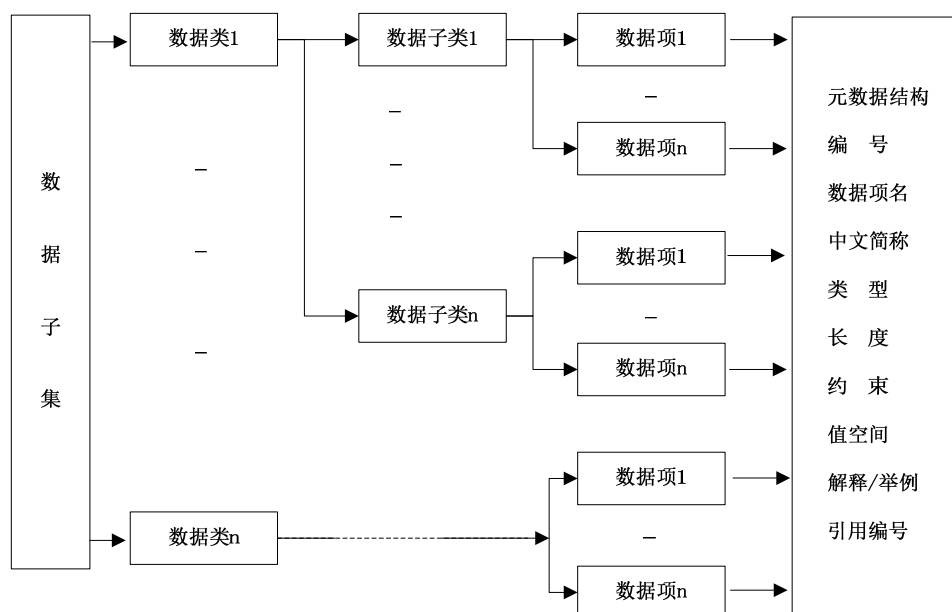 数据子集
数据类1
数据子类1
数据项1
数据项n
数据子类n
数据项1
数据项n
数据类n
数据项1
数据项n
元数据结构
编 号
数据项名
中文简称
类 型
长 度
约 束
值空间
解释/举例
引用编号